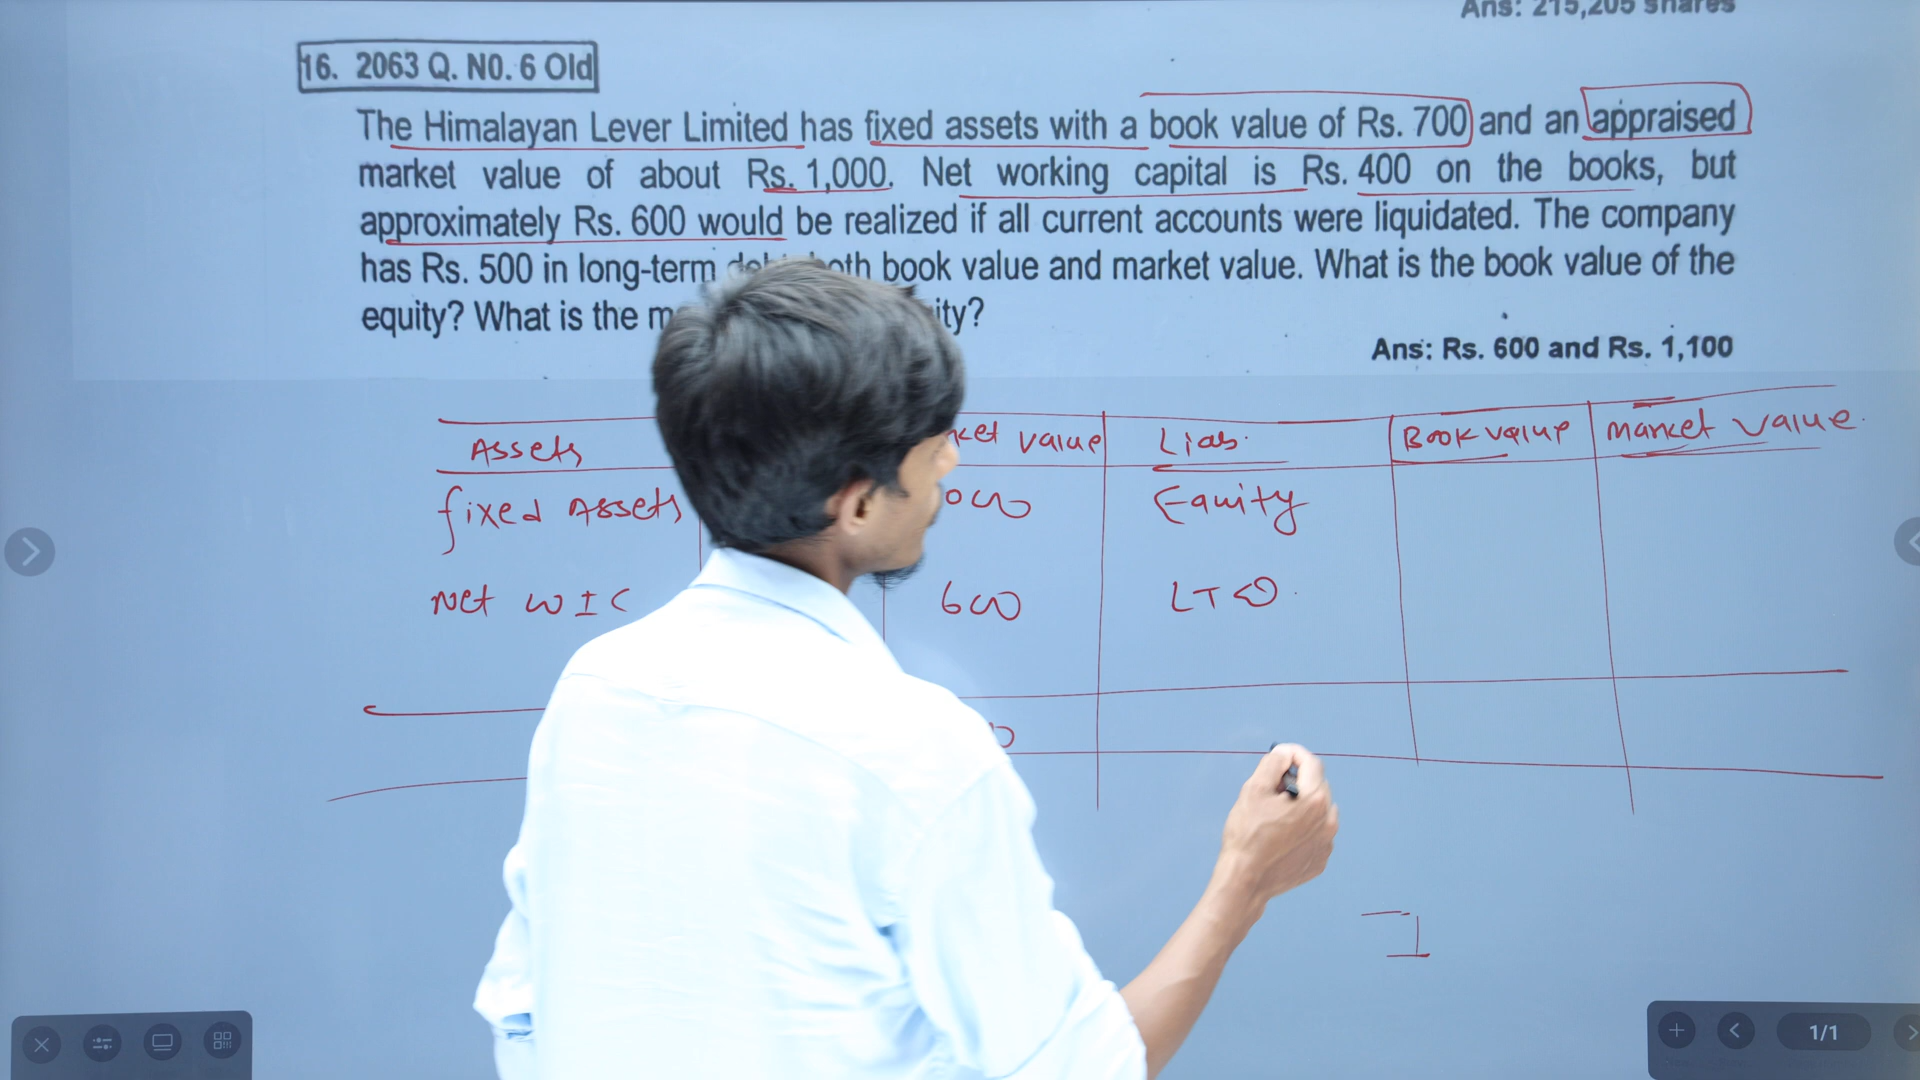 Ans: 215,205 shares
16. 2063 Q. N0. 6 Old
The Himalayan Lever Limited has fixed assets with a book value of Rs. 700 and an appraised
market value of about Rs. 1,000. Net working capital is Rs. 400 on the books, but
approximately Rs. 600 would be realized if all current accounts were liquidated. The company
has Rs. 500 in long-term both book value and market value. What is the book value of the
equity? What is the
Ans: Rs. 600 and Rs. 1,100
Assets value Liab. Book value Market value.
fixed Assets Equity
Net W I C 600 LTD.
1/1